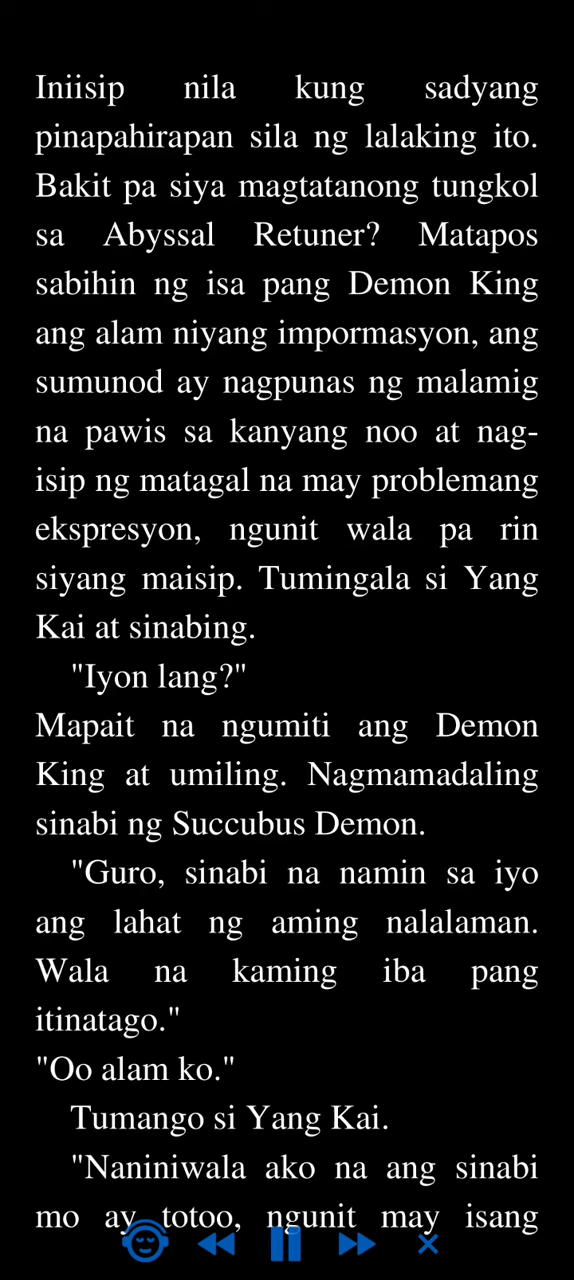 Iniisip nila kung sadyang
pinapahirapan sila ng lalaking ito.
Bakit pa siya magtatanong tungkol
sa Abyssal Retuner? Matapos
sabihin ng isa pang Demon King
ang alam niyang impormasyon, ang
sumunod ay nagpunas ng malamig
na pawis sa kanyang noo at nag-
isip ng matagal na may problemang
ekspresyon, ngunit wala pa rin
siyang maisip. Tumingala si Yang
Kai at sinabing.
"Iyon lang?"
Mapait na ngumiti ang Demon
King at umiling. Nagmamadaling
sinabi ng Succubus Demon.
"Guro, sinabi na namin sa iyo
ang lahat ng aming nalalaman.
Wala na kaming iba pang
itinatago."
"Oo alam ko."
Tumango si Yang Kai.
"Naniniwala ako na ang sinabi
mo ay totoo, ngunit may isang